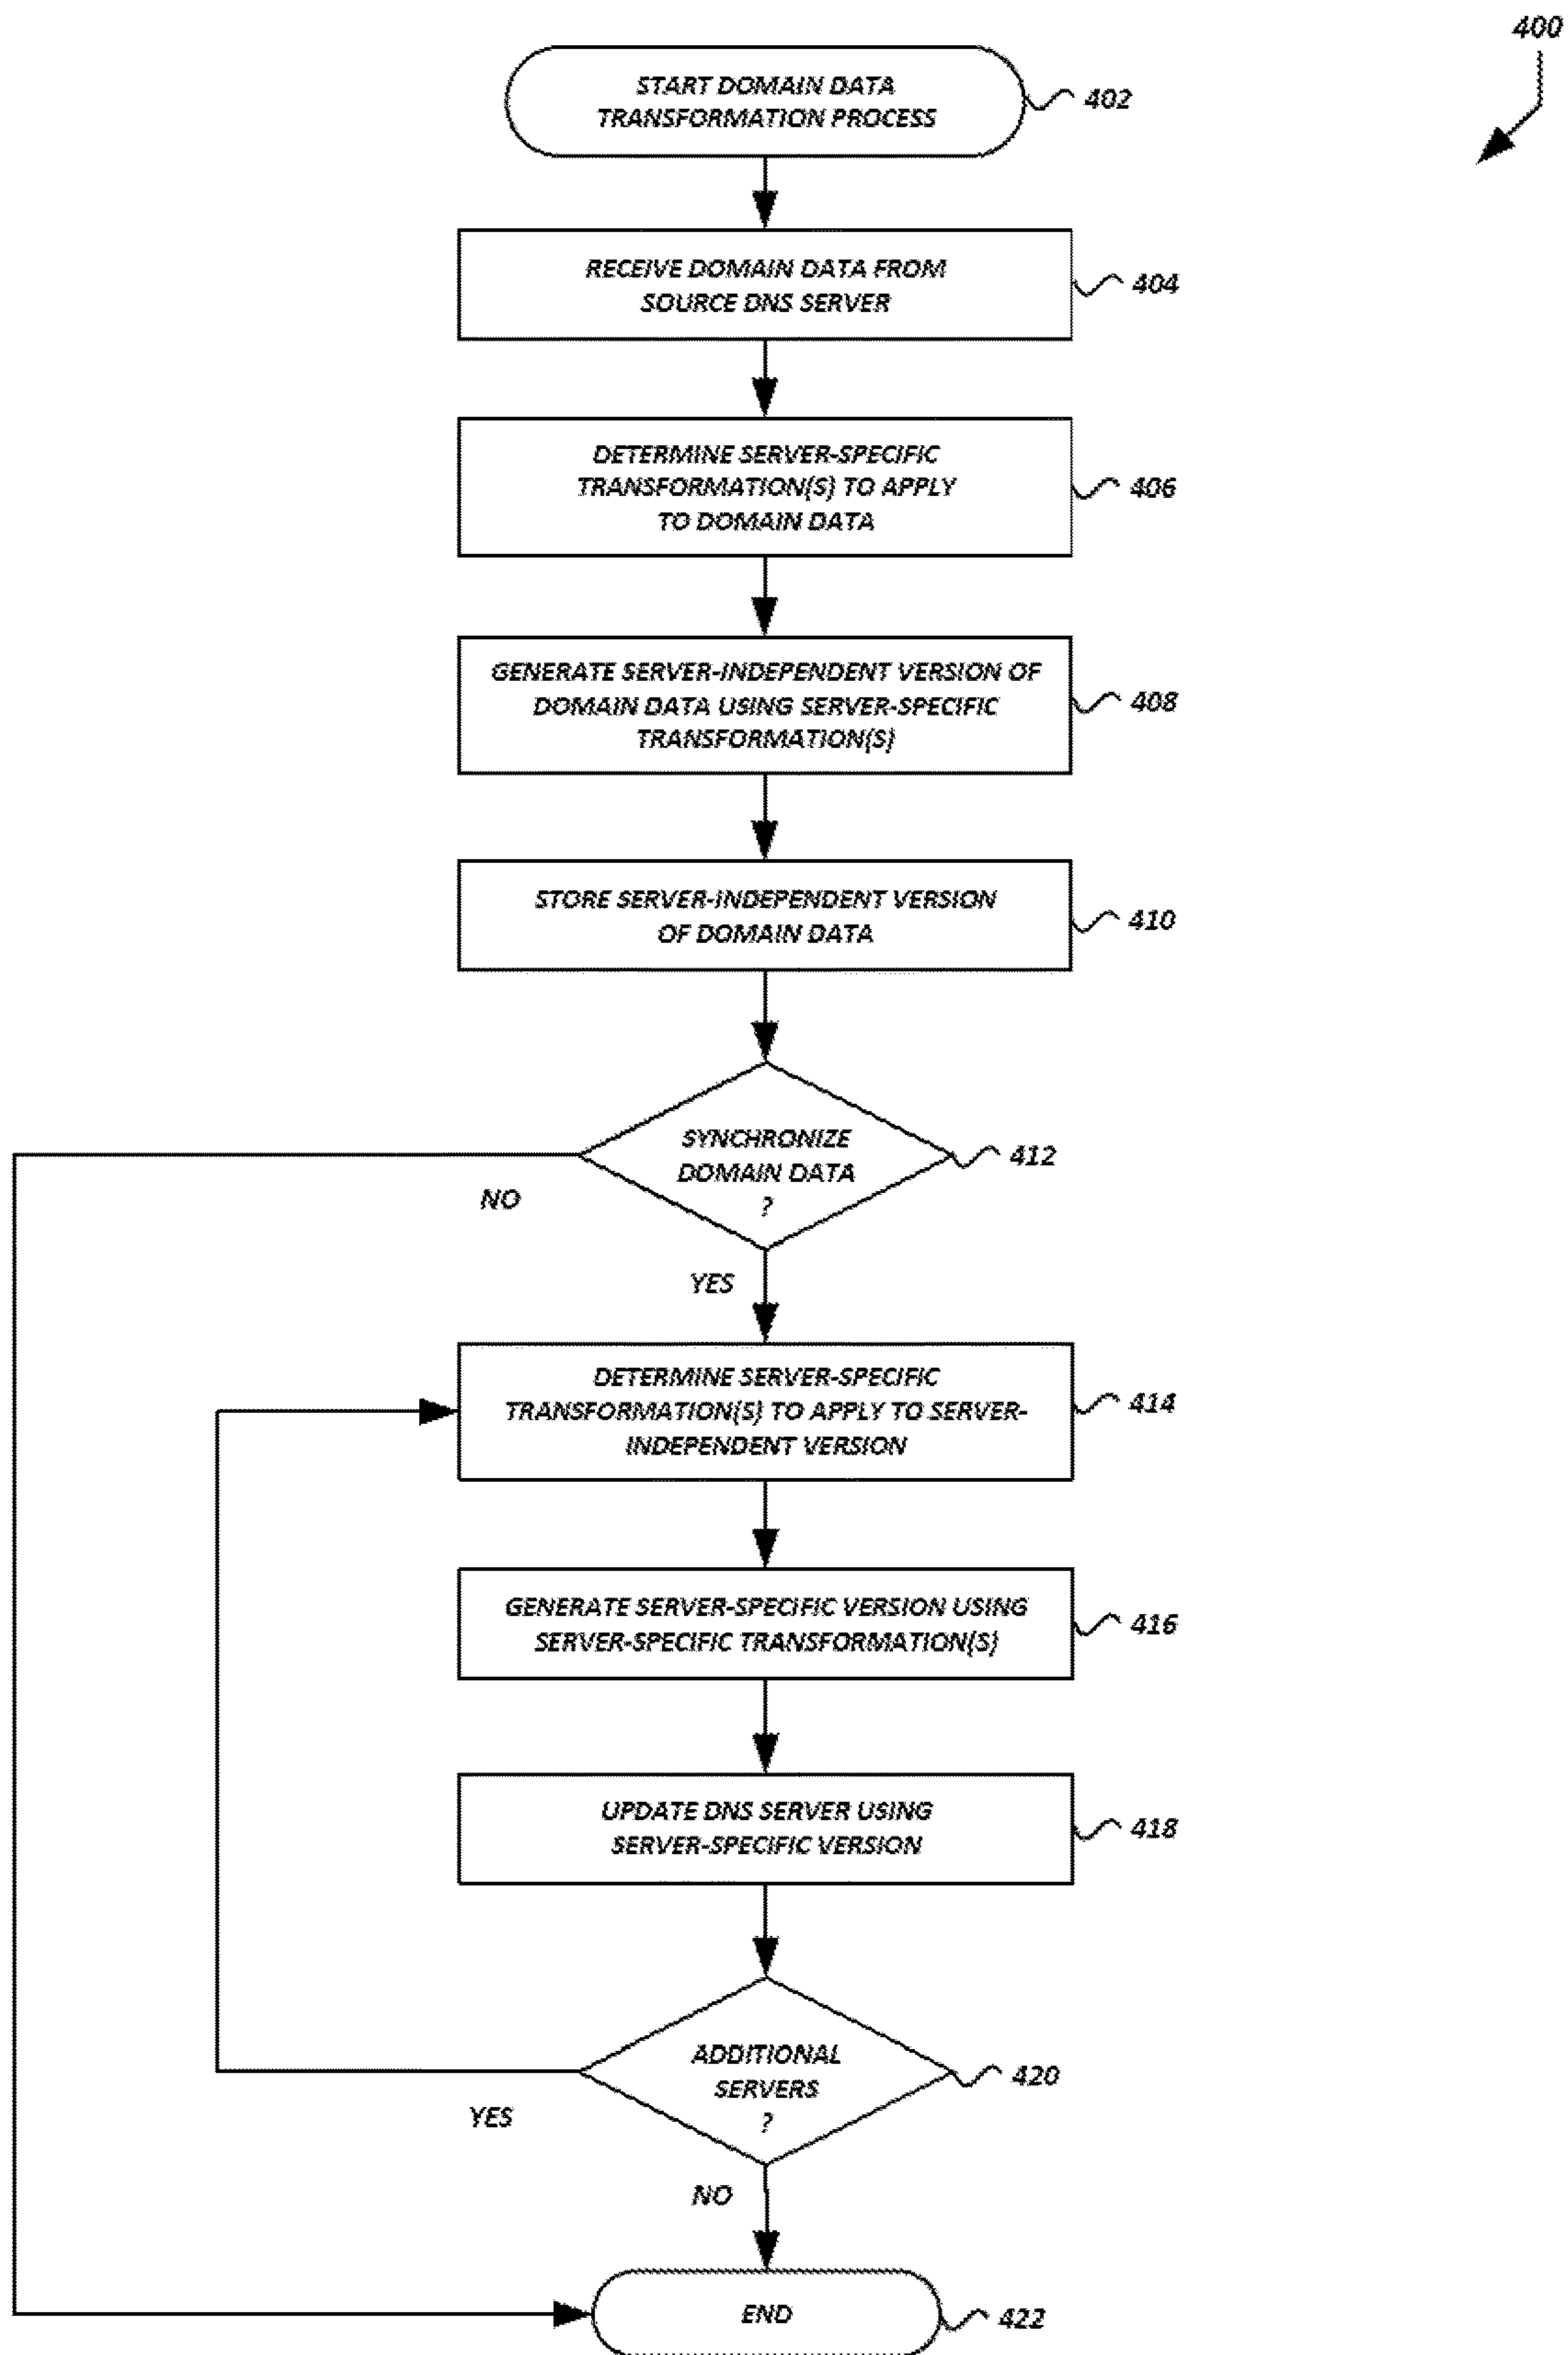 400
START DOMAIN DATA
TRANSFORMATION PROCESS
402
RECEIVE DOMAIN DATA FROM
SOURCE DNS SERVER
404
DETERMINE SERVER-SPECIFIC
TRANSFORMATION(S) TO APPLY
TO DOMAIN DATA
406
GENERATE SERVER-INDEPENDENT VERSION OF
DOMAIN DATA USING SERVER-SPECIFIC
TRANSFORMATION(S)
408
STORE SERVER-INDEPENDENT VERSION
OF DOMAIN DATA
410
SYNCHRONIZE
DOMAIN DATA
?
412
NO
YES
DETERMINE SERVER-SPECIFIC
TRANSFORMATION(S) TO APPLY TO SERVER-
INDEPENDENT VERSION
414
GENERATE SERVER-SPECIFIC VERSION USING
SERVER-SPECIFIC TRANSFORMATION(S)
416
UPDATE DNS SERVER USING
SERVER-SPECIFIC VERSION
418
ADDITIONAL
SERVERS
?
420
YES
NO
END
422